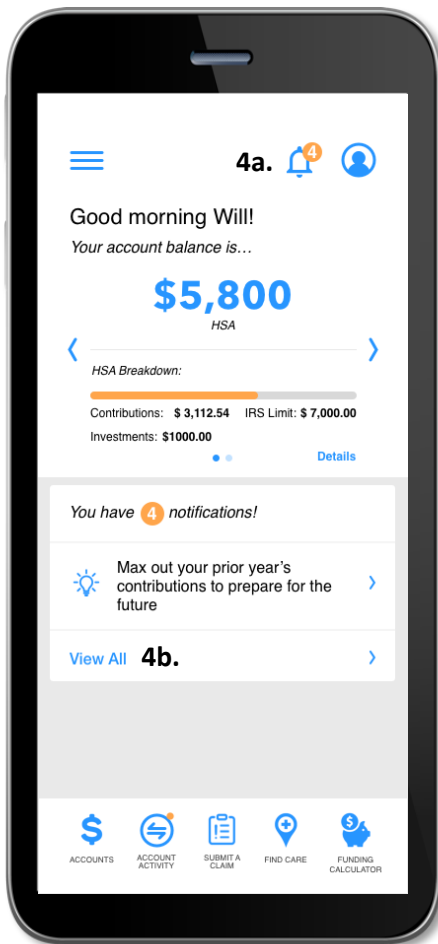 4a. 4
Good morning Will!
Your account balance is...
$5,800
HSA
HSA Breakdown:
Contributions: $ 3,112.54 IRS Limit: $ 7,000.00
Investments: $1000.00
Details
You have 4 notifications!
Max out your prior year's
contributions to prepare for the
future
View All 4b.
$ $
ACCOUNTS ACCOUNT ACTIVITY SUBMIT A CLAIM FIND CARE FUNDING CALCULATOR